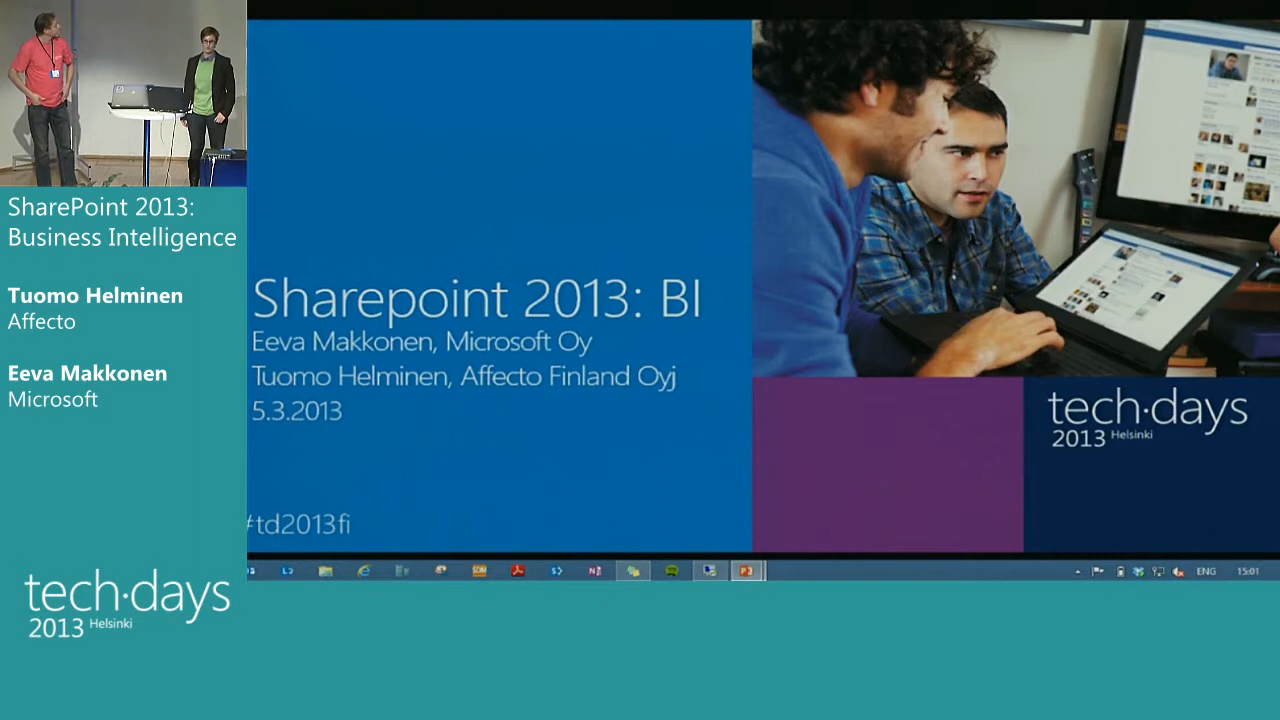 SharePoint 2013:
Business Intelligence
Tuomo Helminen
Affecto
Eeva Makkonen
Microsoft
tech·days
2013 Helsinki
Sharepoint 2013: BI
Eeva Makkonen, Microsoft Oy
Tuomo Helminen, Affecto Finland Oyj
5.3.2013
#td2013fi
tech·days
2013 Helsinki
ENG
15:01